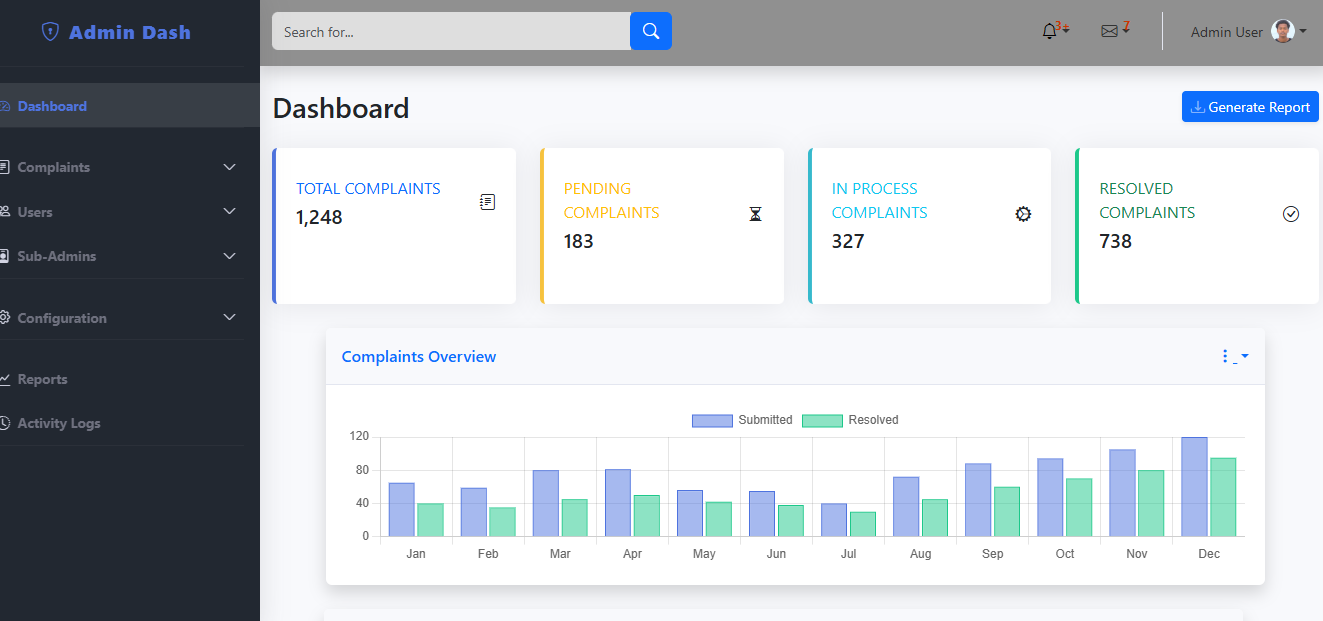 Admin Dash
Search for...
3+
7
Admin User
Dashboard
Complaints
Users
Sub-Admins
Configuration
Reports
Activity Logs
Dashboard
Generate Report
TOTAL COMPLAINTS
1,248
PENDING
COMPLAINTS
183
IN PROCESS
COMPLAINTS
327
RESOLVED
COMPLAINTS
738
Complaints Overview
Submitted Resolved
120
80
40
0
Jan Feb Mar Apr May Jun Jul Aug Sep Oct Nov Dec